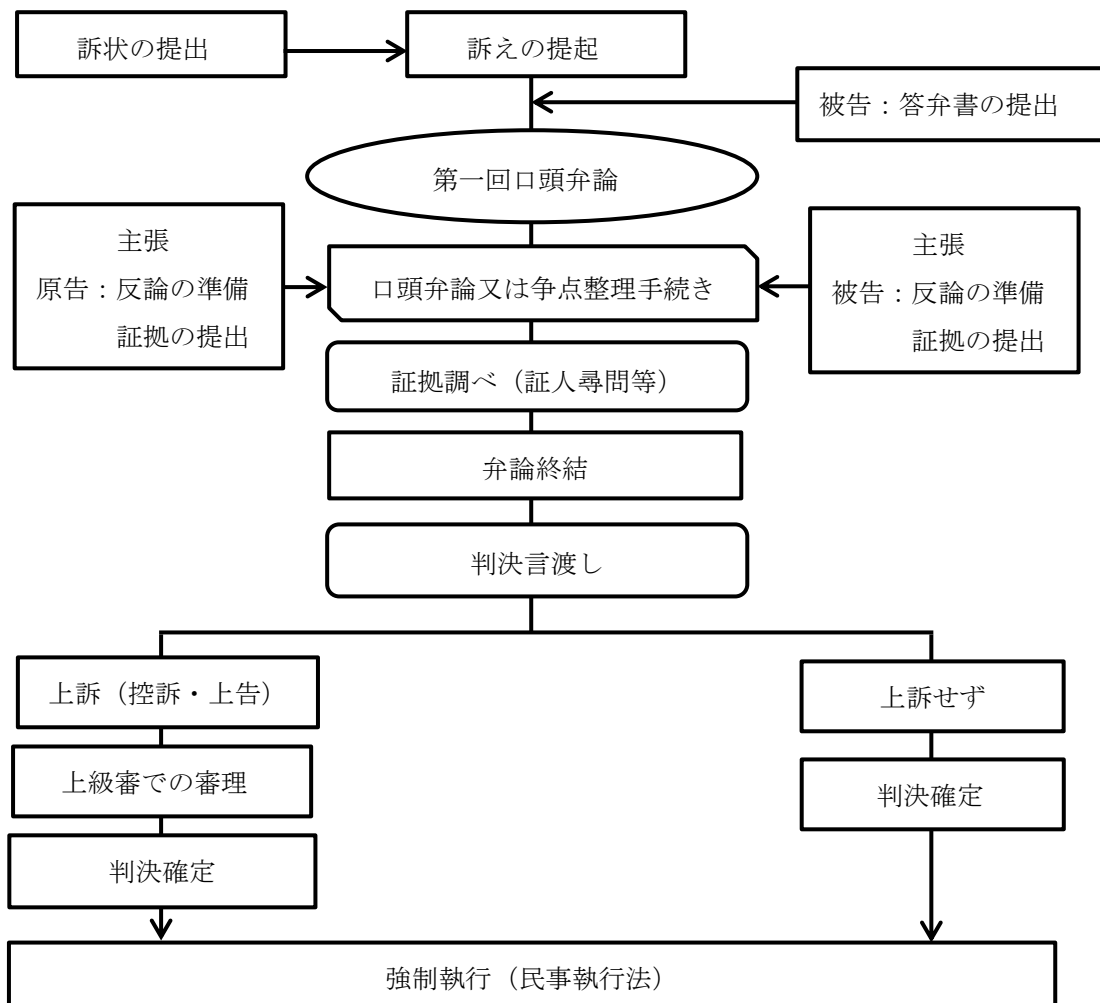 訴状の提出
訴えの提起
被告：答弁書の提出
第一回口頭弁論
主張
原告：反論の準備
証拠の提出
口頭弁論又は争点整理手続き
主張
被告：反論の準備
証拠の提出
証拠調べ（証人尋問等）
弁論終結
判決言渡し
上訴（控訴・上告）
上訴せず
上級審での審理
判決確定
判決確定
強制執行（民事執行法）